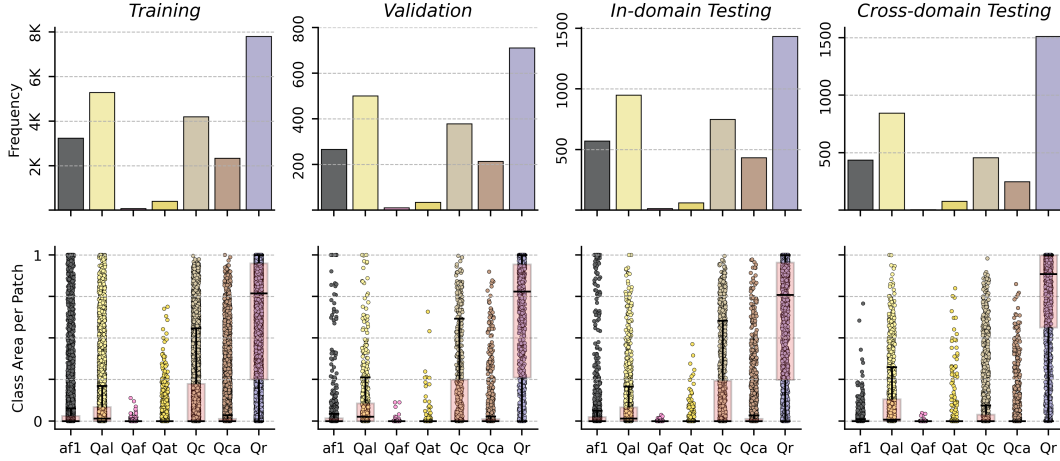 Training
Validation
In-domain Testing
Cross-domain Testing
Frequency
8K
6K
4K
2K
800
600
400
200
1500
1000
500
1500
1000
500
Class Area per Patch
1
0
af1 Qal Qaf Qat Qc Qca Qr
af1 Qal Qaf Qat Qc Qca Qr
af1 Qal Qaf Qat Qc Qca Qr
af1 Qal Qaf Qat Qc Qca Qr